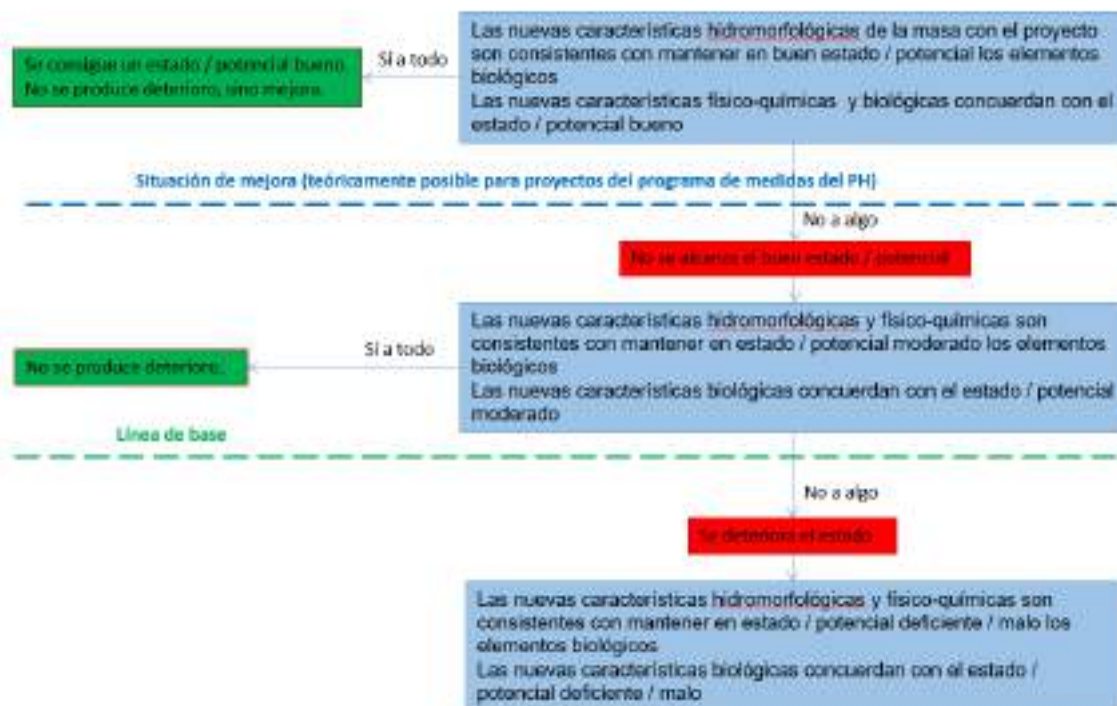 Las nuevas características hidromorfológicas de la masa con el proyecto
son consistentes con mantener en buen estado / potencial los elementos
biológicos
Las nuevas características físico-químicas y biológicas concuerdan con el
estado / potencial bueno
Sí a todo
Se consigue un estado / potencial bueno.
No se produce deterioro, sino mejora.
Situación de mejora (teóricamente posible para proyectos del programa de medidas del PH)
No a algo
No se alcanza el buen estado / potencial
Las nuevas características hidromorfológicas y físico-químicas son
consistentes con mantener en estado / potencial moderado los elementos
biológicos
Las nuevas características biológicas concuerdan con el estado / potencial
moderado
Sí a todo
No se produce deterioro.
Línea de base
No a algo
Se deteriora el estado
Las nuevas características hidromorfológicas y físico-químicas son
consistentes con mantener en estado / potencial deficiente / malo los
elementos biológicos
Las nuevas características biológicas concuerdan con el estado /
potencial deficiente / malo